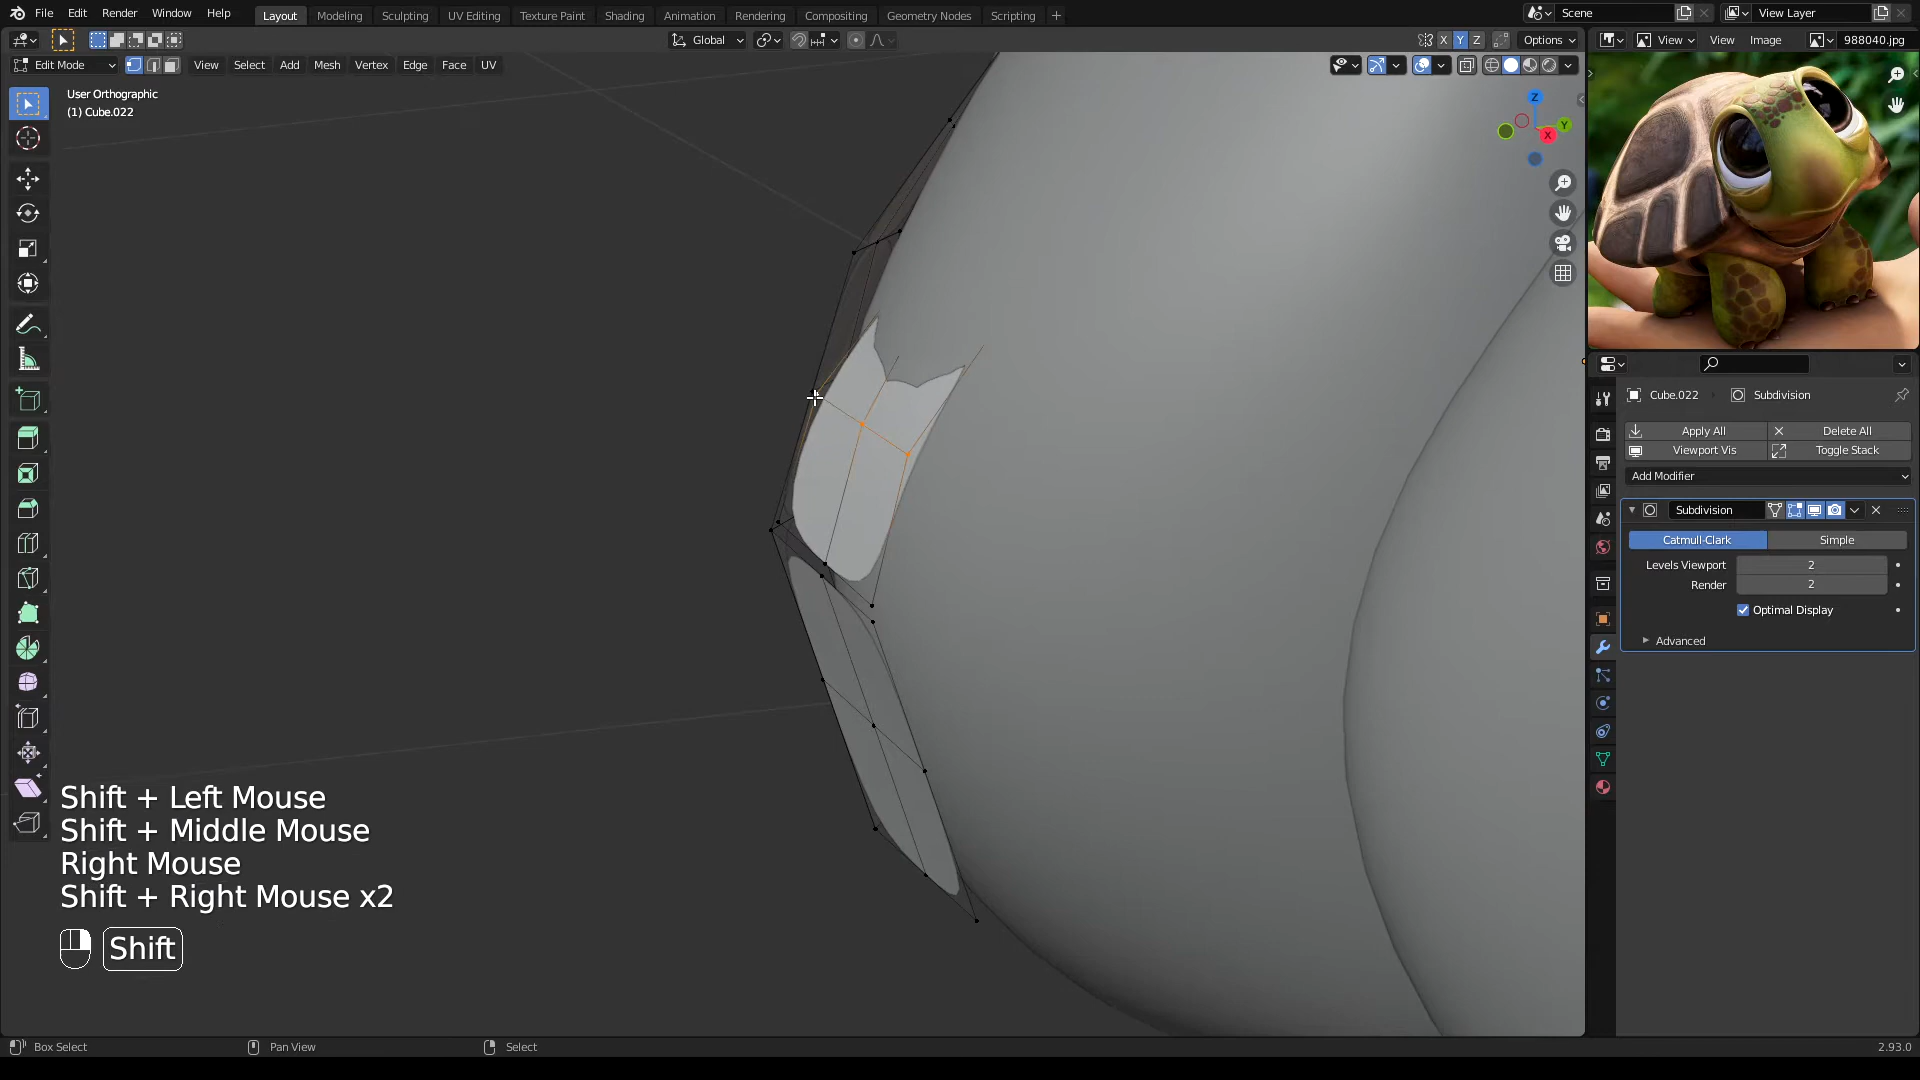 File Edit Render Window Help Layout Modeling Sculpting UV Editing Texture Paint Shading Animation Rendering Compositing Geometry Nodes Scripting + Scene View Layer
Global X Y Z Options View View Image 988040.jpg
Edit Mode View Select Add Mesh Vertex Edge Face UV
User Orthographic
(1) Cube.022
Z
Y
X
Cube.022 Subdivision
Apply All Delete All
Viewport Vis Toggle Stack
Add Modifier
Subdivision
Catmull-Clark Simple
Levels Viewport 2
Render 2
Optimal Display
Advanced
Shift + Left Mouse
Shift + Middle Mouse
Right Mouse
Shift + Right Mouse x2
Shift
Box Select Pan View Select 2.93.0